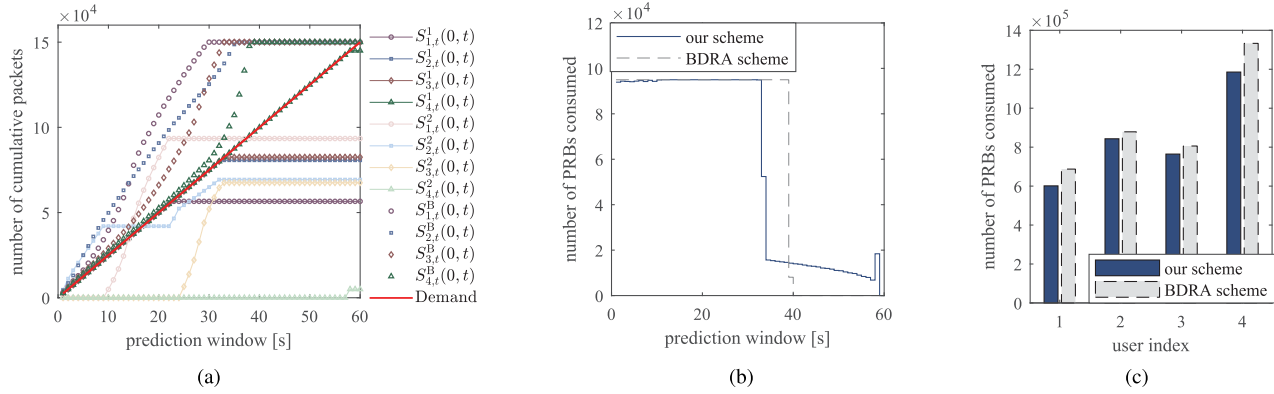 ×10⁴
15
10
5
0
0 10 20 30 40 50 60
number of cumulative packets
prediction window [s]
S¹₁,ₜ(0, t)
S¹₂,ₜ(0, t)
S¹₃,ₜ(0, t)
S¹₄,ₜ(0, t)
S²₁,ₜ(0, t)
S²₂,ₜ(0, t)
S²₃,ₜ(0, t)
S²₄,ₜ(0, t)
Sᴮ₁,ₜ(0, t)
Sᴮ₂,ₜ(0, t)
Sᴮ₃,ₜ(0, t)
Sᴮ₄,ₜ(0, t)
Demand
(a)
×10⁴
12
10
8
6
4
2
0
0 20 40 60
number of PRBs consumed
prediction window [s]
our scheme
BDRA scheme
(b)
×10⁵
14
12
10
8
6
4
2
0
1 2 3 4
number of PRBs consumed
user index
our scheme
BDRA scheme
(c)